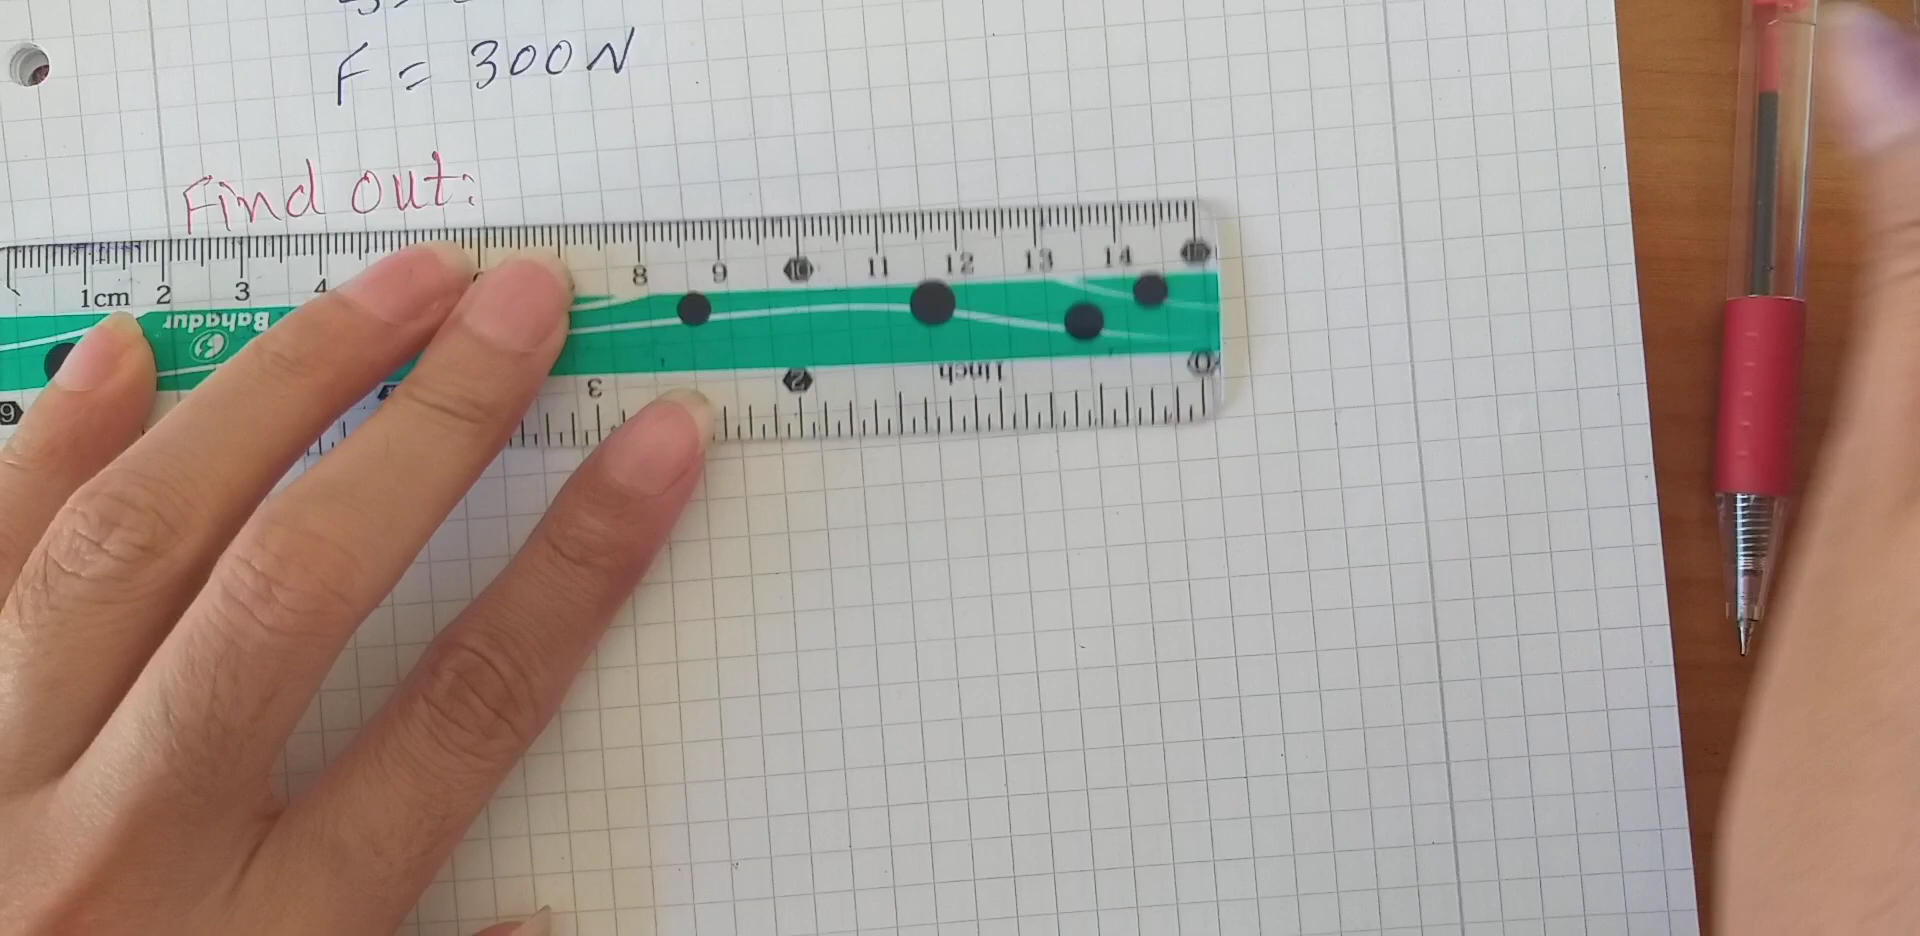 F = 300N
Find out:
1cm 2 3 4 8 9 10 11 12 13 14 15
Bahadur
3 2 1inch 0
6